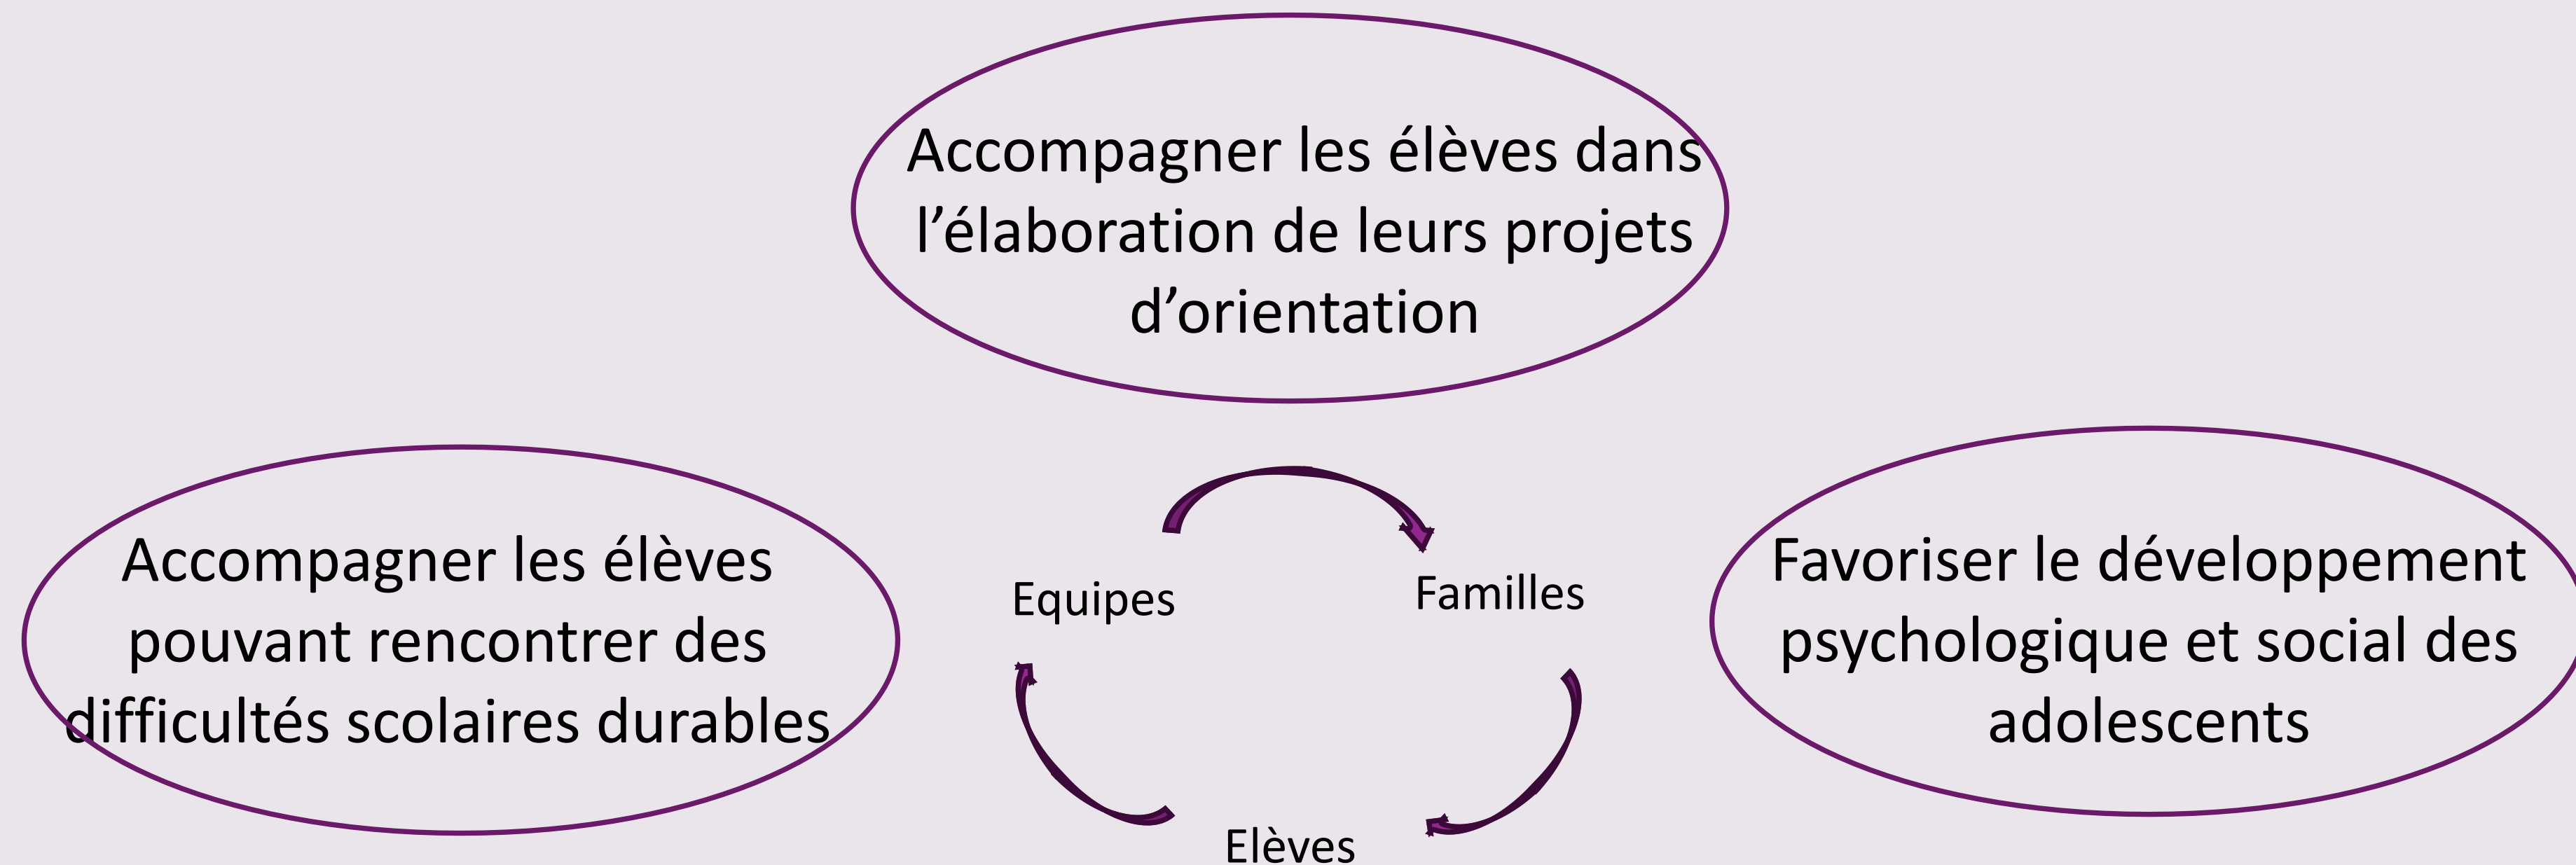 Accompagner les élèves dans
l’élaboration de leurs projets
d’orientation
Accompagner les élèves
pouvant rencontrer des
difficultés scolaires durables
Equipes
Familles
Elèves
Favoriser le développement
psychologique et social des
adolescents